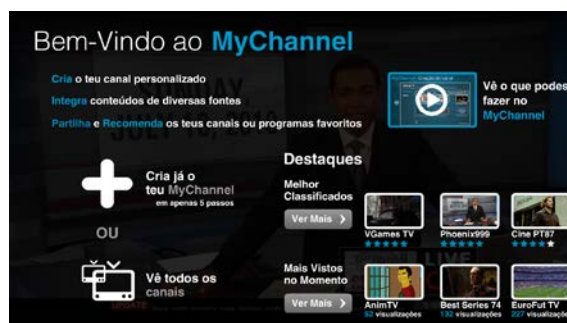 Bem-Vindo ao MyChannel
Cria o teu canal personalizado
Integra conteúdos de diversas fontes
Partilha e Recomenda os teus canais ou programas favoritos
Vê o que podes
fazer no
MyChannel
Cria já o
teu MyChannel
em apenas 5 passos
OU
Vê todos os
canais
Destaques
Melhor
Classificados
Ver Mais
VGames TV
Phoenix999
Cine PT87
Mais Vistos
no Momento
Ver Mais
AnimTV
52 visualizações
Best Series 74
132 visualizações
EuroFut TV
227 visualizaçõe